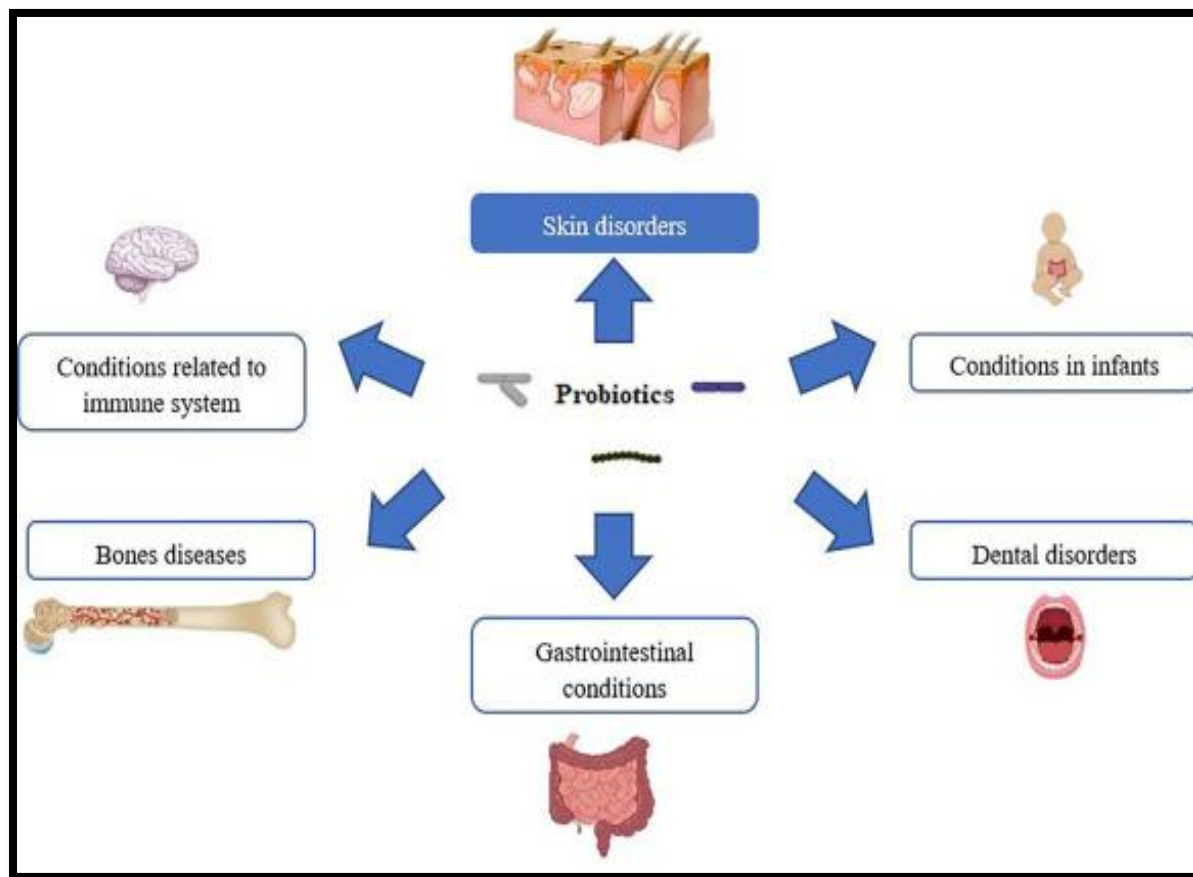 Skin disorders
Conditions related to
immune system
Conditions in infants
Probiotics
Bones diseases
Dental disorders
Gastrointestinal
conditions